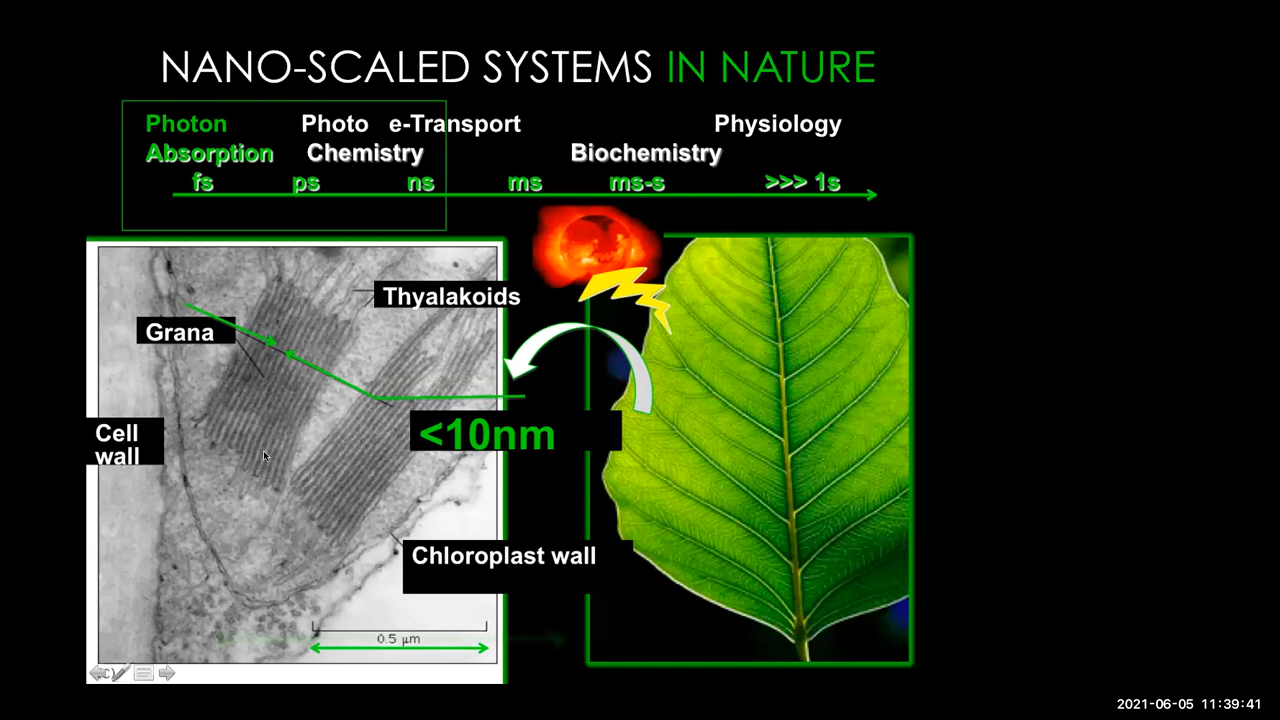 NANO-SCALED SYSTEMS IN NATURE
Photon Photo e-Transport Physiology
Absorption Chemistry Biochemistry
fs ps ns ms ms-s >>> 1s
Thyalakoids
Grana
Cell
wall
<10nm
Chloroplast wall
0.5 µm
2021-06-05 11:39:41